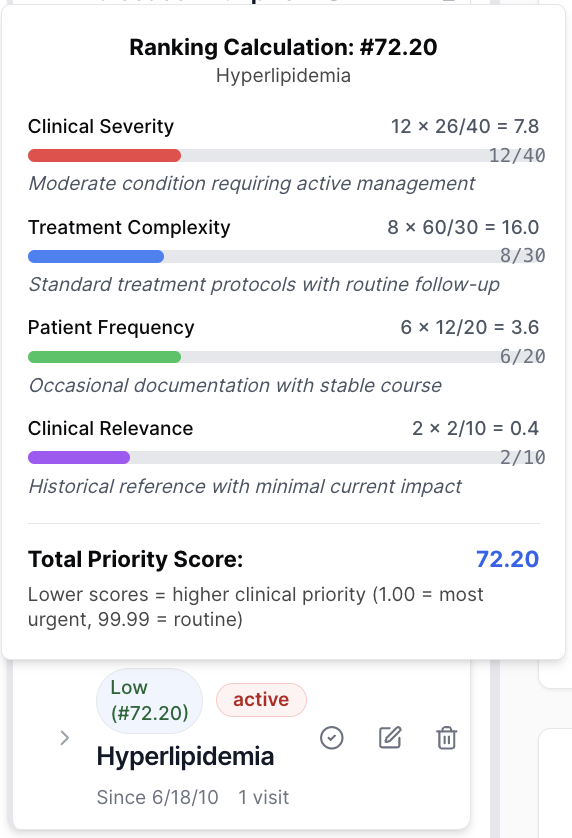 Ranking Calculation: #72.20
Hyperlipidemia
Clinical Severity 12 × 26/40 = 7.8
12/40
Moderate condition requiring active management
Treatment Complexity 8 × 60/30 = 16.0
8/30
Standard treatment protocols with routine follow-up
Patient Frequency 6 × 12/20 = 3.6
6/20
Occasional documentation with stable course
Clinical Relevance 2 × 2/10 = 0.4
2/10
Historical reference with minimal current impact
Total Priority Score: 72.20
Lower scores = higher clinical priority (1.00 = most
urgent, 99.99 = routine)
Low
(#72.20)
active
Hyperlipidemia
Since 6/18/10 1 visit